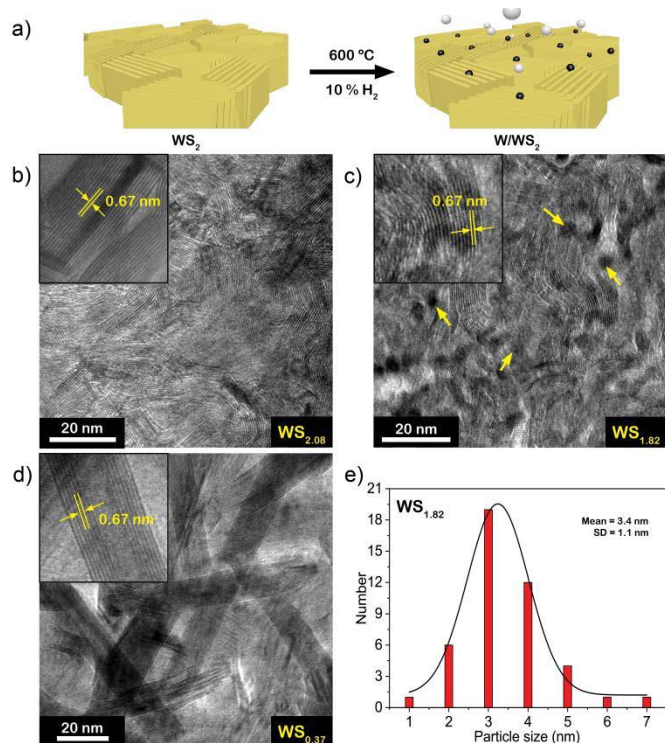 a)
600 ºC
10 % H2
WS2
W/WS2
b)
0.67 nm
20 nm
WS2.08
c)
0.67 nm
20 nm
WS1.82
d)
0.67 nm
20 nm
WS0.37
e)
WS1.82
Mean = 3.4 nm
SD = 1.1 nm
Number
21
18
15
12
9
6
3
0
1 2 3 4 5 6 7
Particle size (nm)